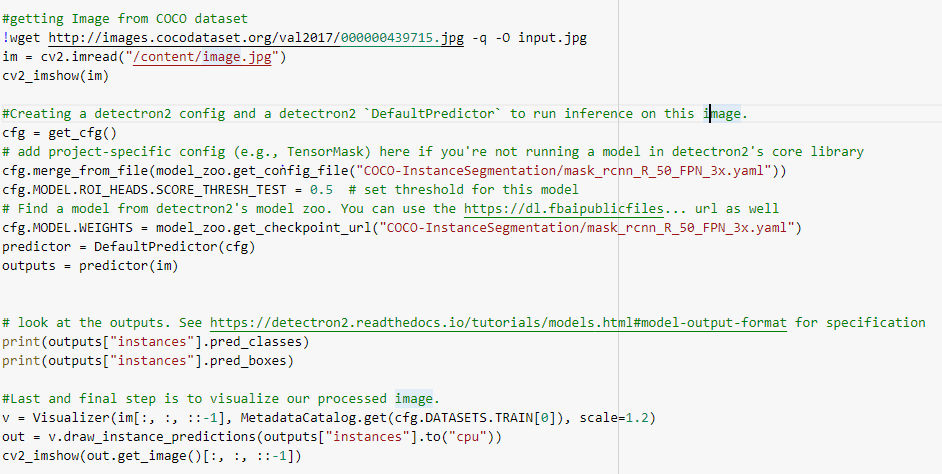 #getting Image from COCO dataset
!wget http://images.cocodataset.org/val2017/000000439715.jpg -q -O input.jpg
im = cv2.imread("/content/image.jpg")
cv2_imshow(im)
#Creating a detectron2 config and a detectron2 `DefaultPredictor` to run inference on this image.
cfg = get_cfg()
# add project-specific config (e.g., TensorMask) here if you're not running a model in detectron2's core library
cfg.merge_from_file(model_zoo.get_config_file("COCO-InstanceSegmentation/mask_rcnn_R_50_FPN_3x.yaml"))
cfg.MODEL.ROI_HEADS.SCORE_THRESH_TEST = 0.5  # set threshold for this model
# Find a model from detectron2's model zoo. You can use the https://dl.fbaipublicfiles... url as well
cfg.MODEL.WEIGHTS = model_zoo.get_checkpoint_url("COCO-InstanceSegmentation/mask_rcnn_R_50_FPN_3x.yaml")
predictor = DefaultPredictor(cfg)
outputs = predictor(im)
# look at the outputs. See https://detectron2.readthedocs.io/tutorials/models.html#model-output-format for specification
print(outputs["instances"].pred_classes)
print(outputs["instances"].pred_boxes)
#Last and final step is to visualize our processed image.
v = Visualizer(im[:, :, ::-1], MetadataCatalog.get(cfg.DATASETS.TRAIN[0]), scale=1.2)
out = v.draw_instance_predictions(outputs["instances"].to("cpu"))
cv2_imshow(out.get_image()[:, :, ::-1])